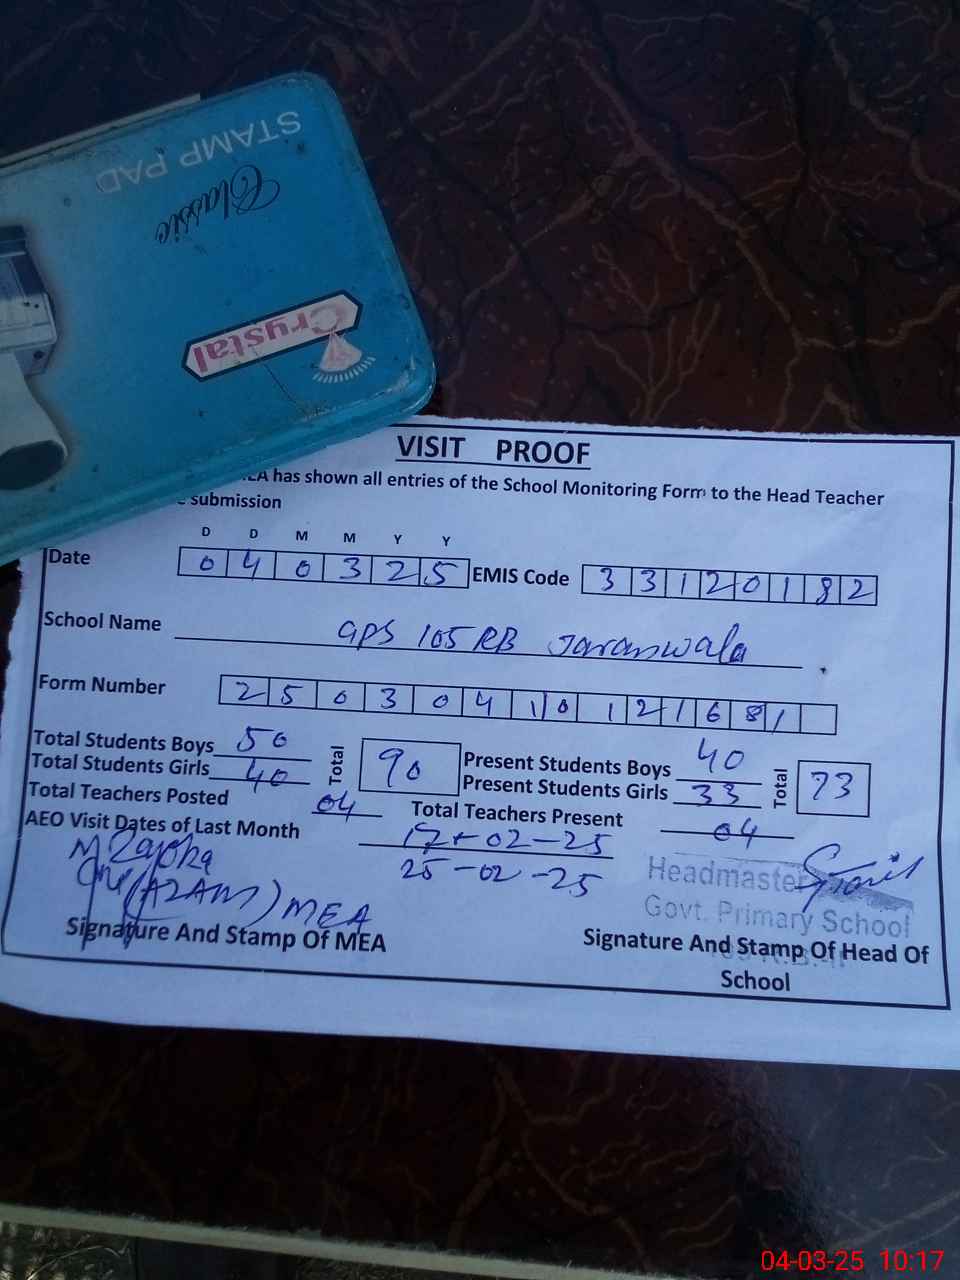 STAMP PAD
Classic
Crystal
VISIT PROOF
has shown all entries of the School Monitoring Form to the Head Teacher
submission
D D M M Y Y
Date 0 4 0 3 2 5 EMIS Code 3 3 1 2 0 1 8 2
School Name GPS 105 RB Jaranwala
Form Number 2 5 0 3 0 4 1 0 1 2 1 6 8 1
Total Students Boys 50 Total 90 Present Students Boys 40 Total 73
Total Students Girls 40 Present Students Girls 33
Total Teachers Posted 04 Total Teachers Present 04
AEO Visit Dates of Last Month 17-02-25
25-02-25
(AZAM) MEA
Headmaster
Govt. Primary School
Signature And Stamp Of MEA
Signature And Stamp Of Head Of
School
04-03-25 10:17